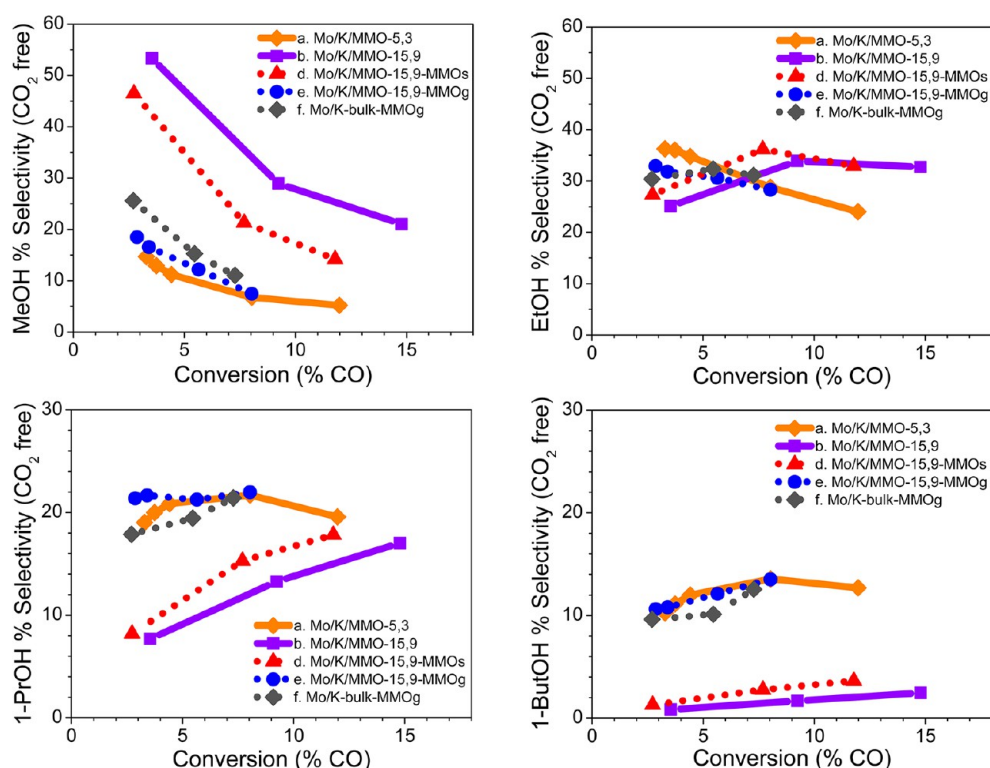 MeOH % Selectivity (CO2 free)
60
50
40
30
20
10
0
a. Mo/K/MMO-5,3
b. Mo/K/MMO-15,9
d. Mo/K/MMO-15,9-MMOs
e. Mo/K/MMO-15,9-MMOg
f. Mo/K-bulk-MMOg
0 5 10 15
Conversion (% CO)
EtOH % Selectivity (CO2 free)
60
50
40
30
20
10
0
a. Mo/K/MMO-5,3
b. Mo/K/MMO-15,9
d. Mo/K/MMO-15,9-MMOs
e. Mo/K/MMO-15,9-MMOg
f. Mo/K-bulk-MMOg
0 5 10 15
Conversion (% CO)
1-PrOH % Selectivity (CO2 free)
30
20
10
0
a. Mo/K/MMO-5,3
b. Mo/K/MMO-15,9
d. Mo/K/MMO-15,9-MMOs
e. Mo/K/MMO-15,9-MMOg
f. Mo/K-bulk-MMOg
0 5 10 15
Conversion (% CO)
1-ButOH % Selectivity (CO2 free)
30
20
10
0
a. Mo/K/MMO-5,3
b. Mo/K/MMO-15,9
d. Mo/K/MMO-15,9-MMOs
e. Mo/K/MMO-15,9-MMOg
f. Mo/K-bulk-MMOg
0 5 10 15
Conversion (% CO)